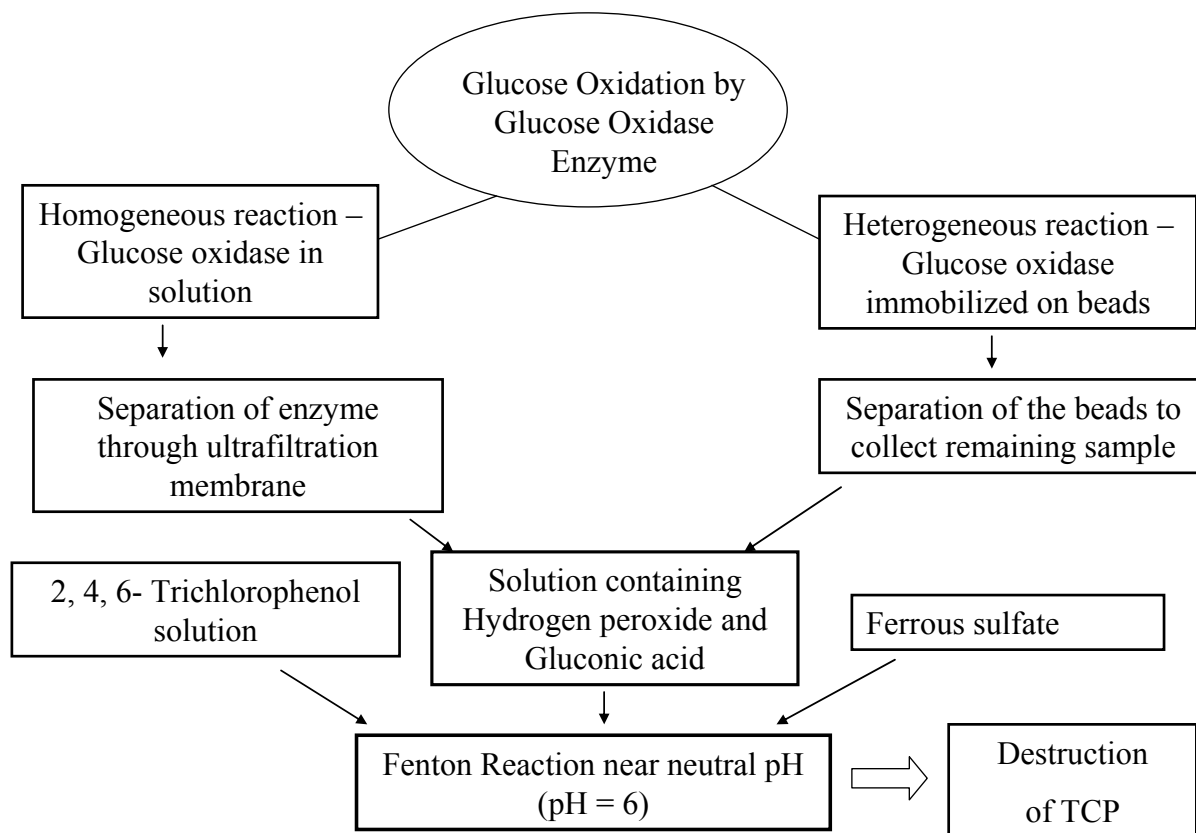 Glucose Oxidation by
Glucose Oxidase
Enzyme
Homogeneous reaction –
Glucose oxidase in
solution
Heterogeneous reaction –
Glucose oxidase
immobilized on beads
Separation of enzyme
through ultrafiltration
membrane
Separation of the beads to
collect remaining sample
2, 4, 6- Trichlorophenol
solution
Solution containing
Hydrogen peroxide and
Gluconic acid
Ferrous sulfate
Fenton Reaction near neutral pH
(pH = 6)
Destruction
of TCP